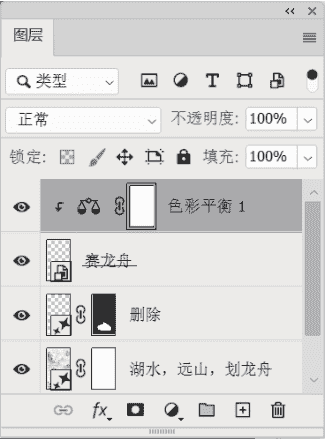 图层
类型
正常 不透明度: 100%
锁定: 填充: 100%
色彩平衡 1
赛龙舟
删除
湖水，远山，划龙舟
fx